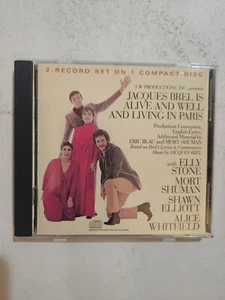 2-RECORD SET ON 1 COMPACT DISC
3 W PRODUCTIONS, INC. presents
JACQUES BREL IS
ALIVE AND WELL
AND LIVING IN PARIS
Production Conception,
English Lyrics,
Additional Material by
ERIC BLAU and MORT SHUMAN
Based on Brel's Lyrics & Commentary
Music by JACQUES BREL
with ELLY
STONE
MORT
SHUMAN
SHAWN
ELLIOTT
ALICE
WHITFIELD